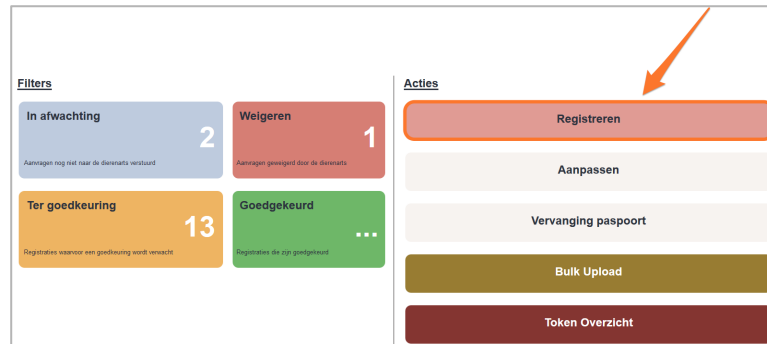 Filters
In afwachting
2
Aanvragen nog niet naar de dierenarts verstuurd
Weigeren
1
Aanvragen geweigerd door de dierenarts
Ter goedkeuring
13
Registraties waarvoor een goedkeuring wordt verwacht
Goedgekeurd
...
Registraties die zijn goedgekeurd
Acties
Registreren
Aanpassen
Vervanging paspoort
Bulk Upload
Token Overzicht